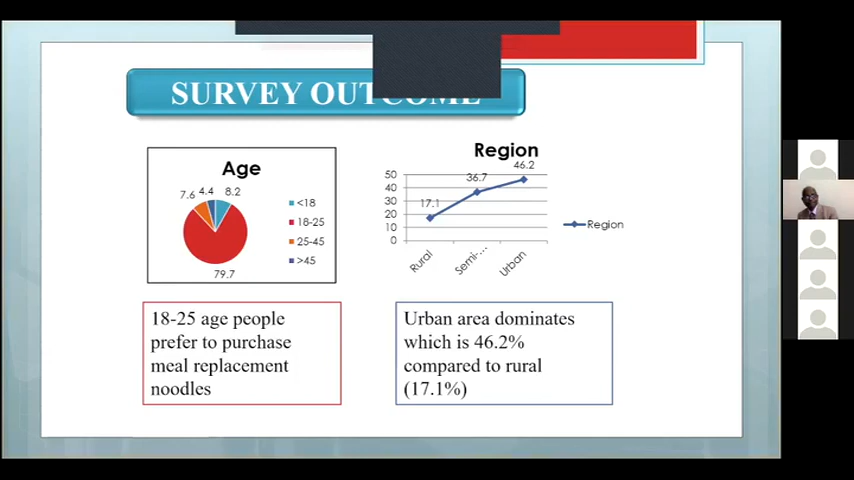 SURVEY OUTCOME
Age
7.6
4.4
8.2
79.7
<18
18-25
25-45
>45
Region
50
40
30
20
10
0
17.1
36.7
46.2
Rural
Semi-...
Urban
Region
18-25 age people
prefer to purchase
meal replacement
noodles
Urban area dominates
which is 46.2%
compared to rural
(17.1%)